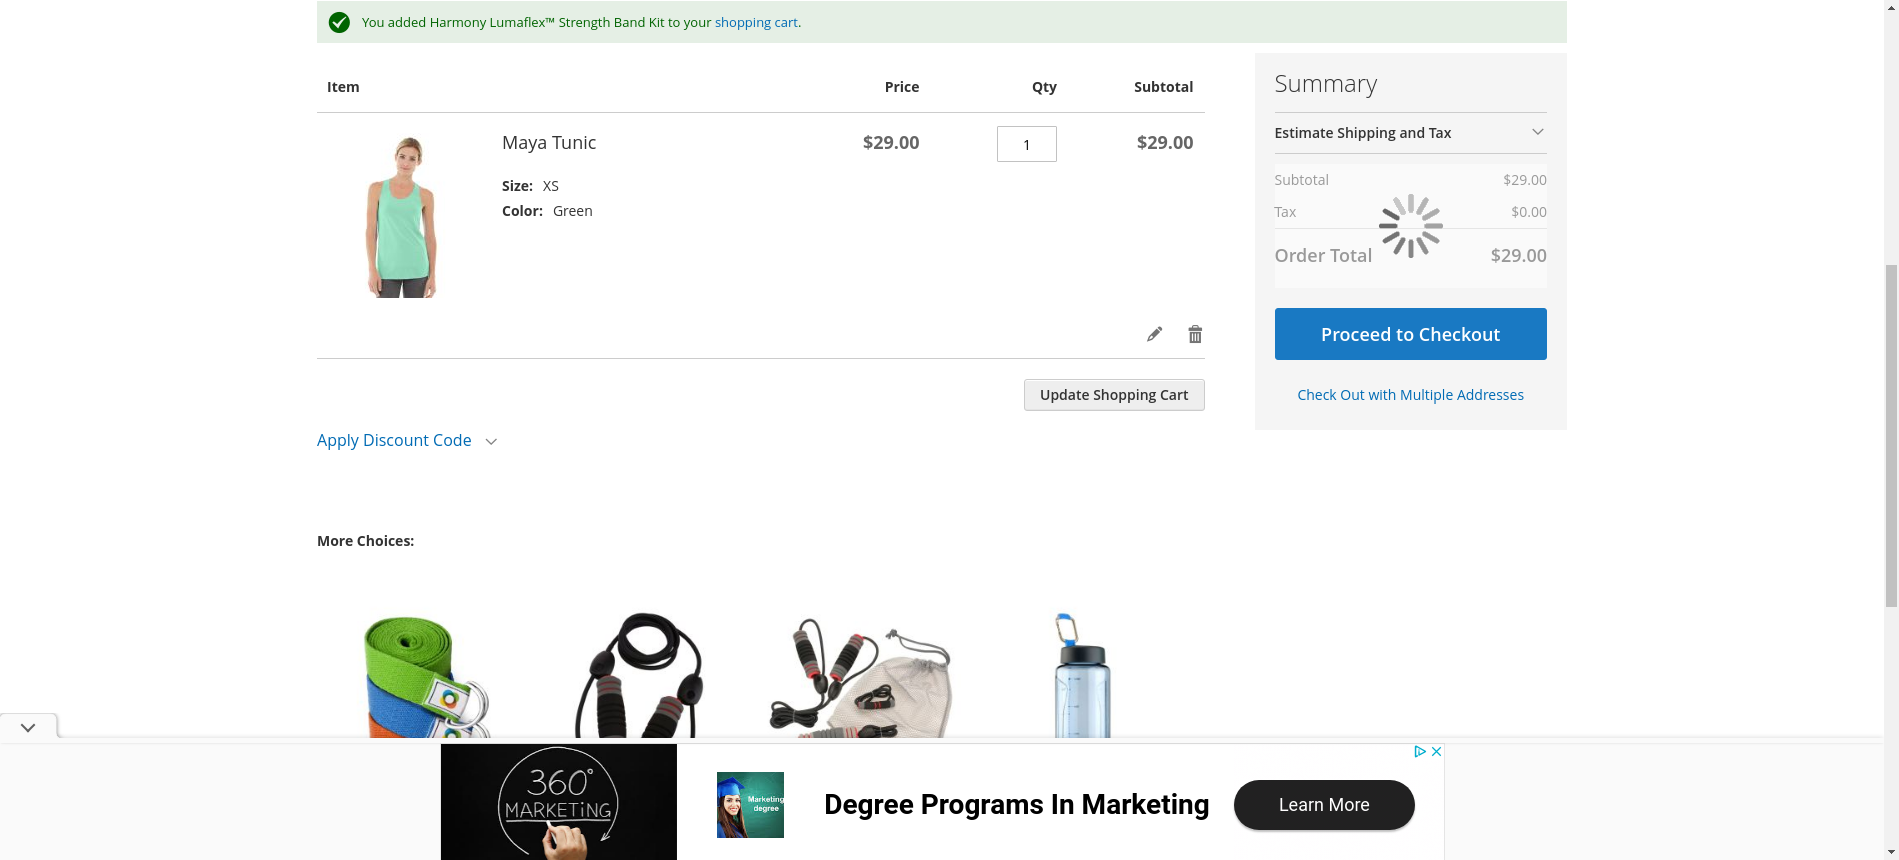 You added Harmony Lumaflex™ Strength Band Kit to your shopping cart.
Item Price Qty Subtotal
Maya Tunic $29.00 1 $29.00
Size: XS
Color: Green
Update Shopping Cart
Apply Discount Code
Summary
Estimate Shipping and Tax
Subtotal $29.00
Tax $0.00
Order Total $29.00
Proceed to Checkout
Check Out with Multiple Addresses
More Choices:
360°
MARKETING
Marketing
degree
Degree Programs In Marketing
Learn More